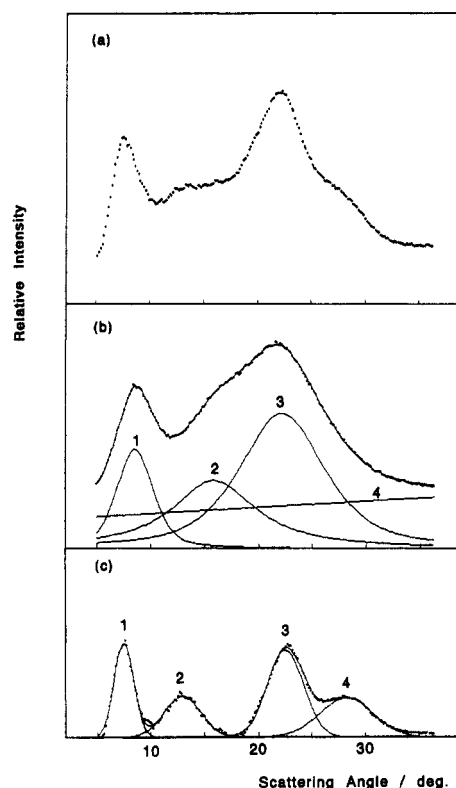 (a)
Relative Intensity
(b)
1
2
3
4
(c)
1
2
3
4
10
20
30
Scattering Angle / deg.